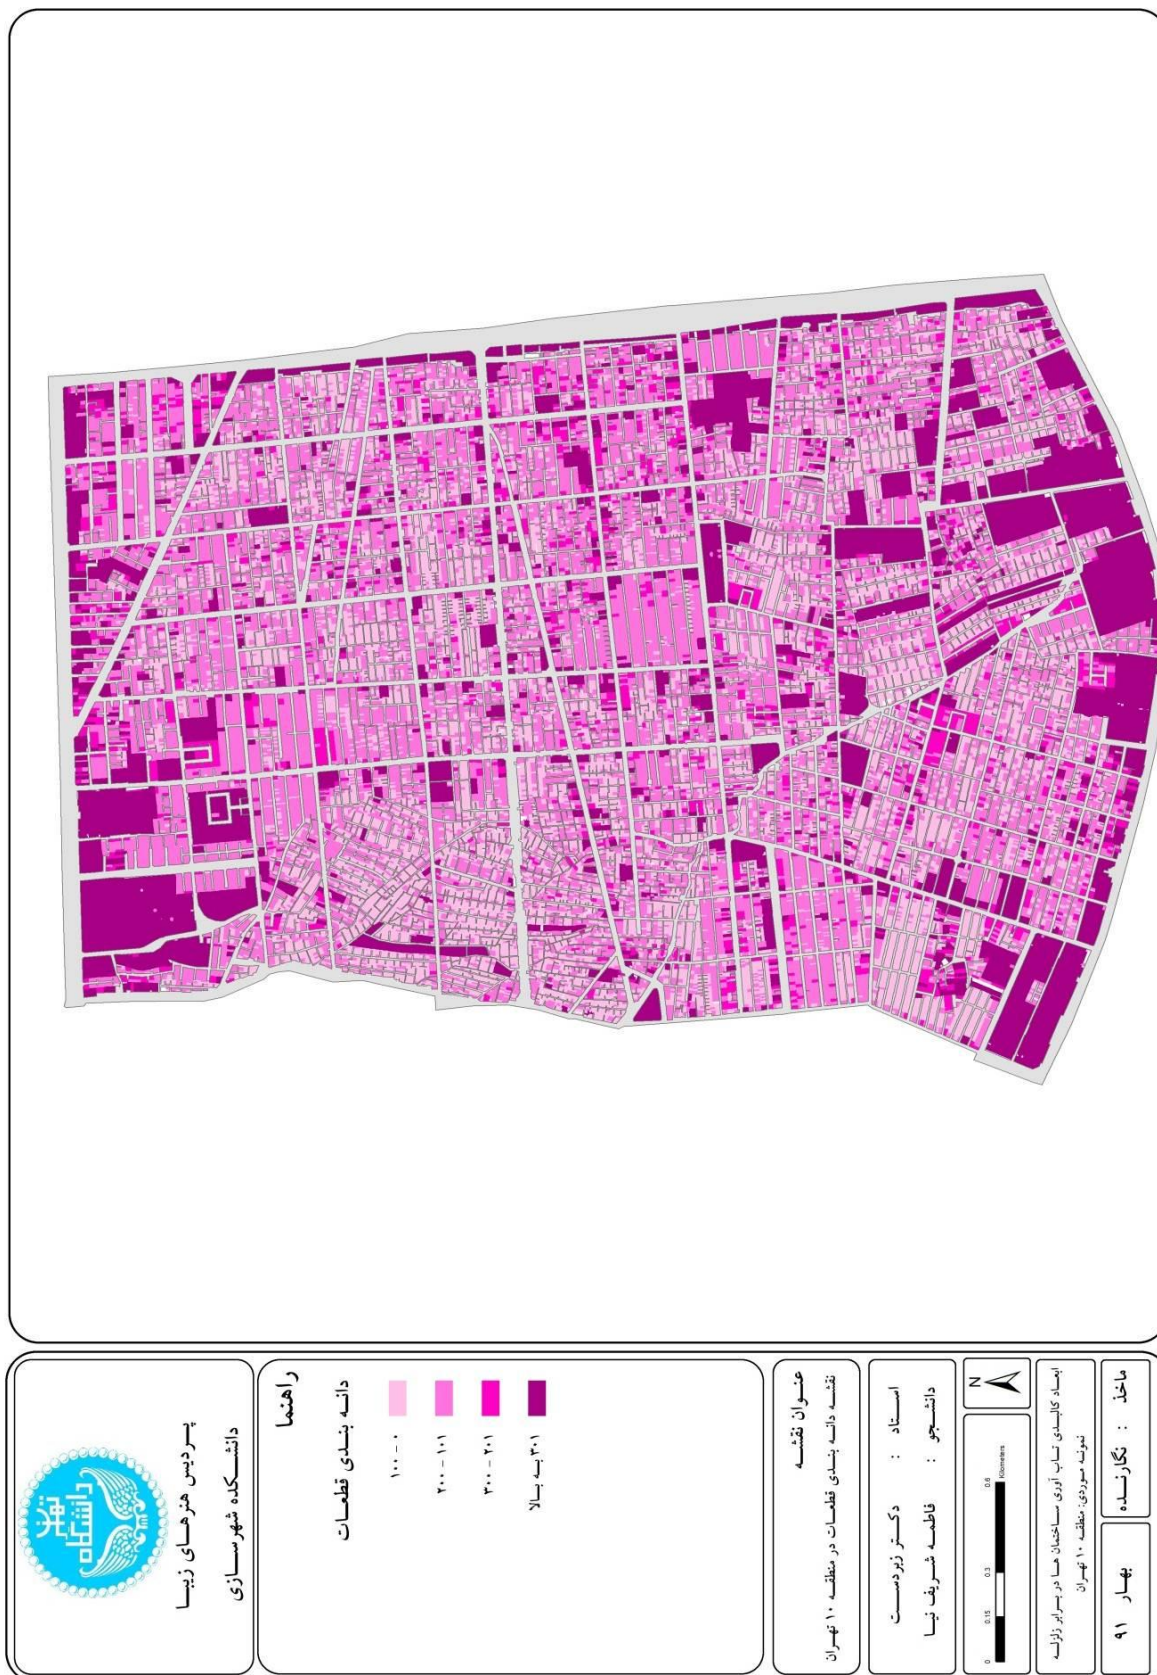 دانشگاه تهران
پردیس هنرهای زیبا
دانشکده شهرسازی
راهنما
دانه بندی قطعات
۰ - ۱۰۰
۱۰۱ - ۲۰۰
۲۰۱ - ۳۰۰
۳۰۱ به بالا
عنوان نقشه
نقشه دانه بندی قطعات در منطقه ۱۰ تهران
استاد : دکتر زبردست
دانشجو : فاطمه شریف نیا
N
0 0.15 0.3 0.6
Kilometers
ابعاد کالبدی تاب آوری ساختمان ها در برابر زلزله
نمونه موردی: منطقه ۱۰ تهران
ماخذ : نگارنده
بهار ۹۱